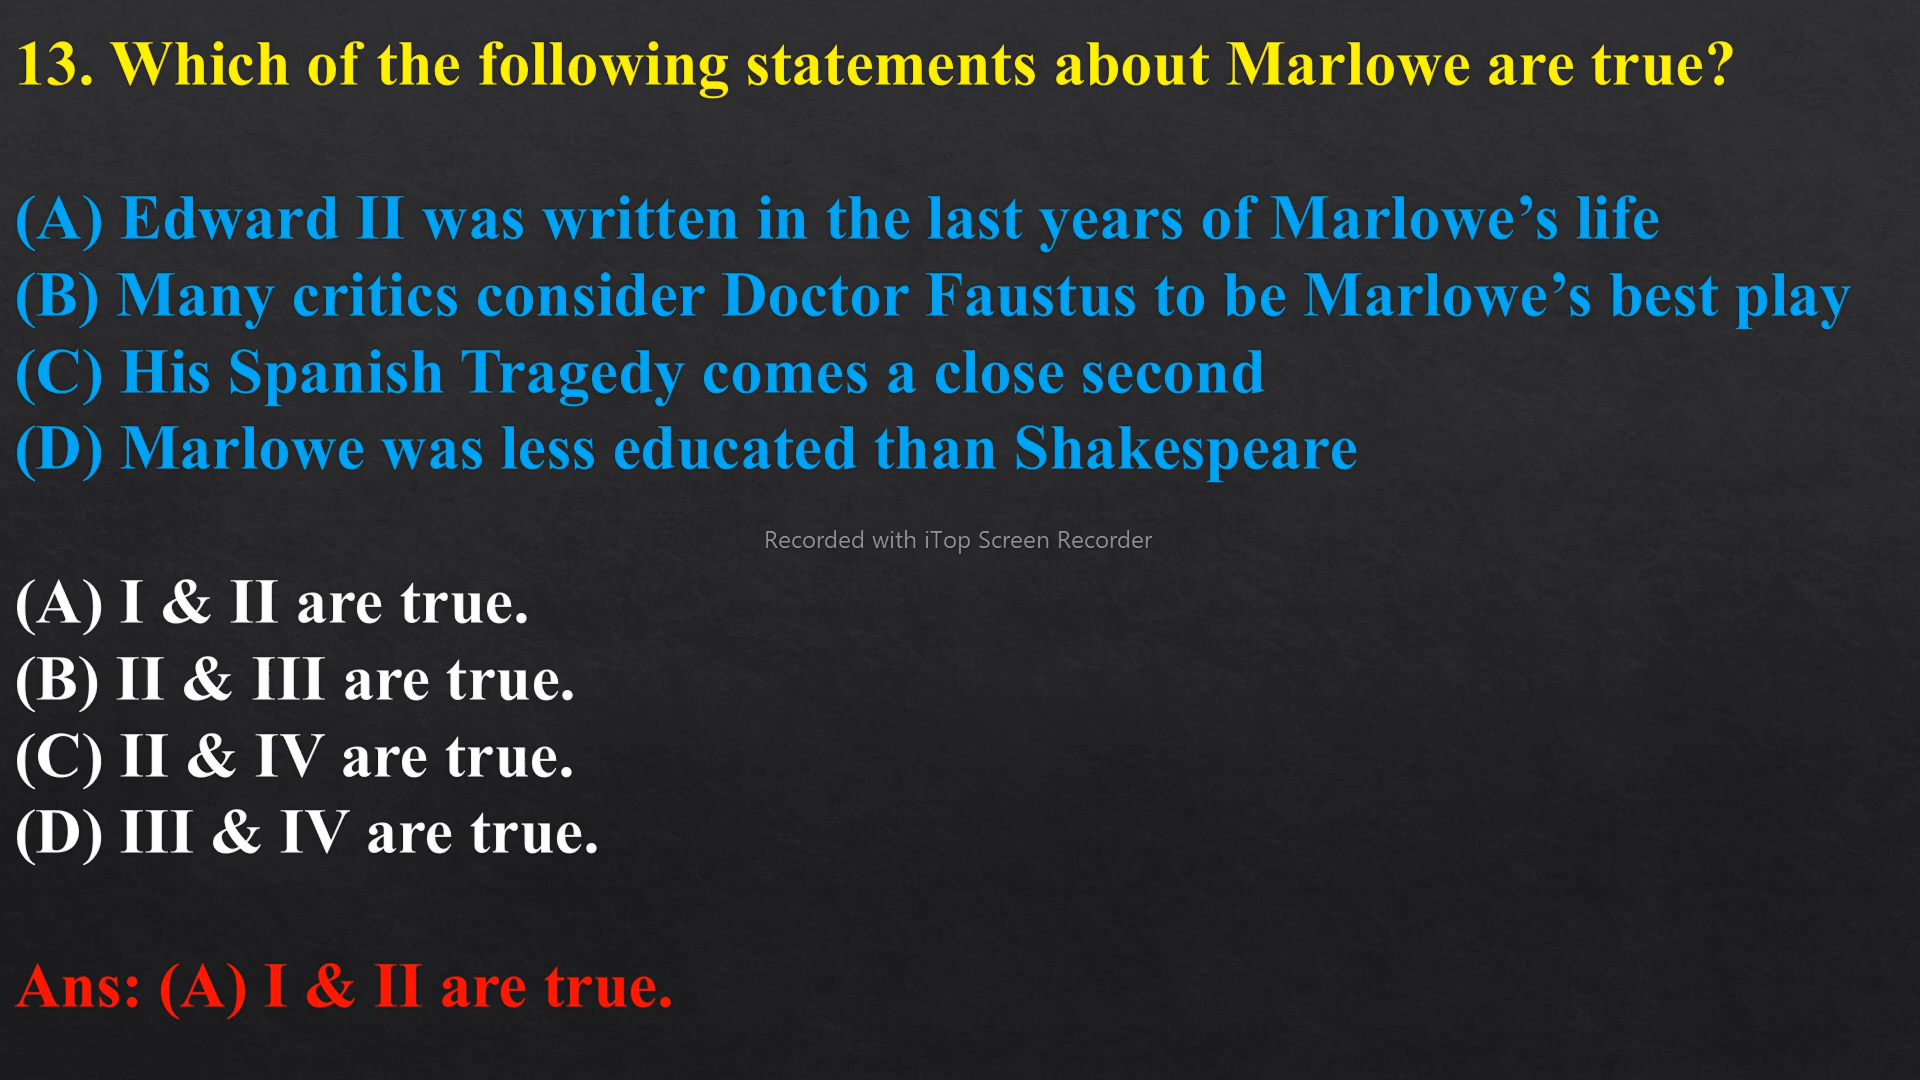 13. Which of the following statements about Marlowe are true?
(A) Edward II was written in the last years of Marlowe’s life
(B) Many critics consider Doctor Faustus to be Marlowe’s best play
(C) His Spanish Tragedy comes a close second
(D) Marlowe was less educated than Shakespeare
Recorded with iTop Screen Recorder
(A) I & II are true.
(B) II & III are true.
(C) II & IV are true.
(D) III & IV are true.
Ans: (A) I & II are true.